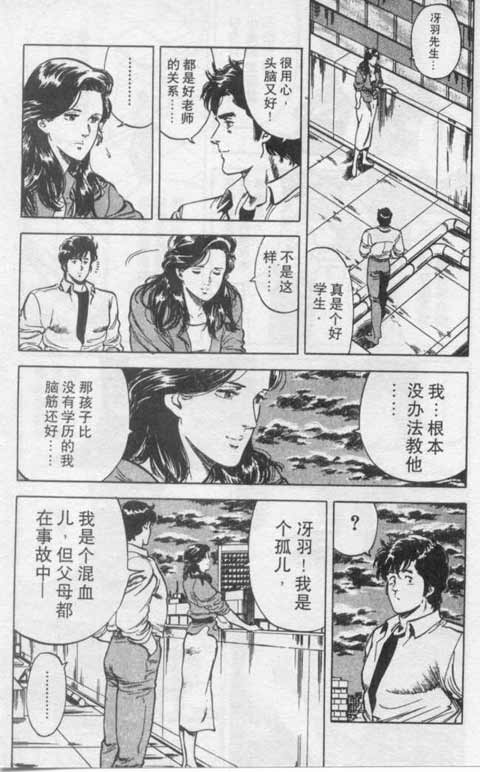 冴羽
先生…
真是个好
学生．
很用心，
头脑又好！
都是好老师
的关系……
…………
不是这
样……
我…根本
没办法教他
……
那孩子比
没有学历的我
脑筋还好……
？
冴羽！我是
个孤儿，
我是个混血
儿，但父母都
在事故中—
…………